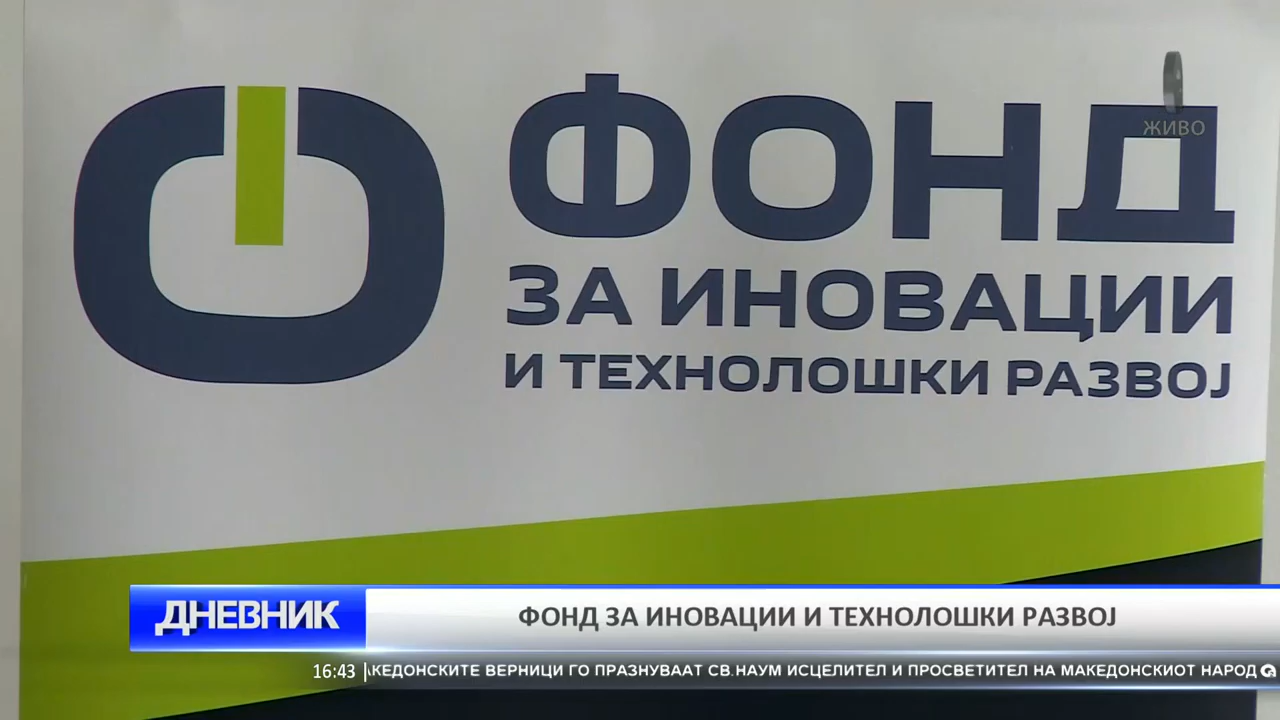 ФОНД
ЗА ИНОВАЦИИ
И ТЕХНОЛОШКИ РАЗВОЈ
ЖИВО
ДНЕВНИК
ФОНД ЗА ИНОВАЦИИ И ТЕХНОЛОШКИ РАЗВОЈ
16:43
АКЕДОНСКИТЕ ВЕРНИЦИ ГО ПРАЗНУВААТ СВ.НАУМ ИСЦЕЛИТЕЛ И ПРОСВЕТИТЕЛ НА МАКЕДОНСКИОТ НАРОД